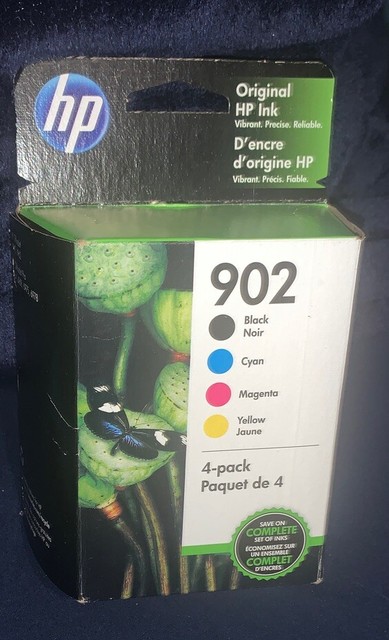 hp
Original
HP Ink
Vibrant. Precise. Reliable.
D'encre
d'origine HP
Vibrant. Précis. Fiable.
902
Black
Noir
Cyan
Magenta
Yellow
Jaune
4-pack
Paquet de 4
SAVE ON
COMPLETE
SET OF INKS
ÉCONOMISEZ SUR
UN ENSEMBLE
COMPLET
D'ENCRES